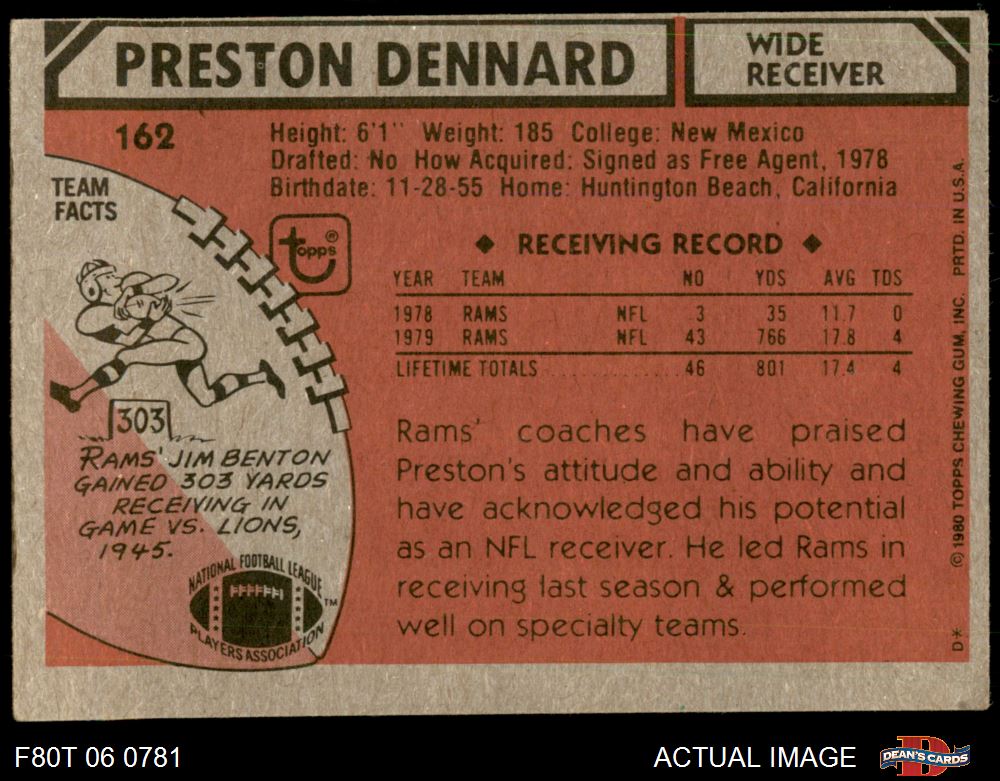 PRESTON DENNARD
WIDE
RECEIVER
162
Height: 6'1" Weight: 185 College: New Mexico
Drafted: No How Acquired: Signed as Free Agent, 1978
Birthdate: 11-28-55 Home: Huntington Beach, California
TEAM
FACTS
topps®
◆ RECEIVING RECORD ◆
YEAR TEAM NO YDS AVG TDS
1978 RAMS NFL 3 35 11.7 0
1979 RAMS NFL 43 766 17.8 4
LIFETIME TOTALS.................... 46 801 17.4 4
303
RAMS' JIM BENTON
GAINED 303 YARDS
RECEIVING IN
GAME VS. LIONS,
1945.
NATIONAL FOOTBALL LEAGUE
PLAYERS ASSOCIATION
TM
Rams' coaches have praised
Preston's attitude and ability and
have acknowledged his potential
as an NFL receiver. He led Rams in
receiving last season & performed
well on specialty teams.
D* © 1980 TOPPS CHEWING GUM, INC. PRTD. IN U.S.A.
F80T 06 0781
ACTUAL IMAGE
DEAN'S CARDS